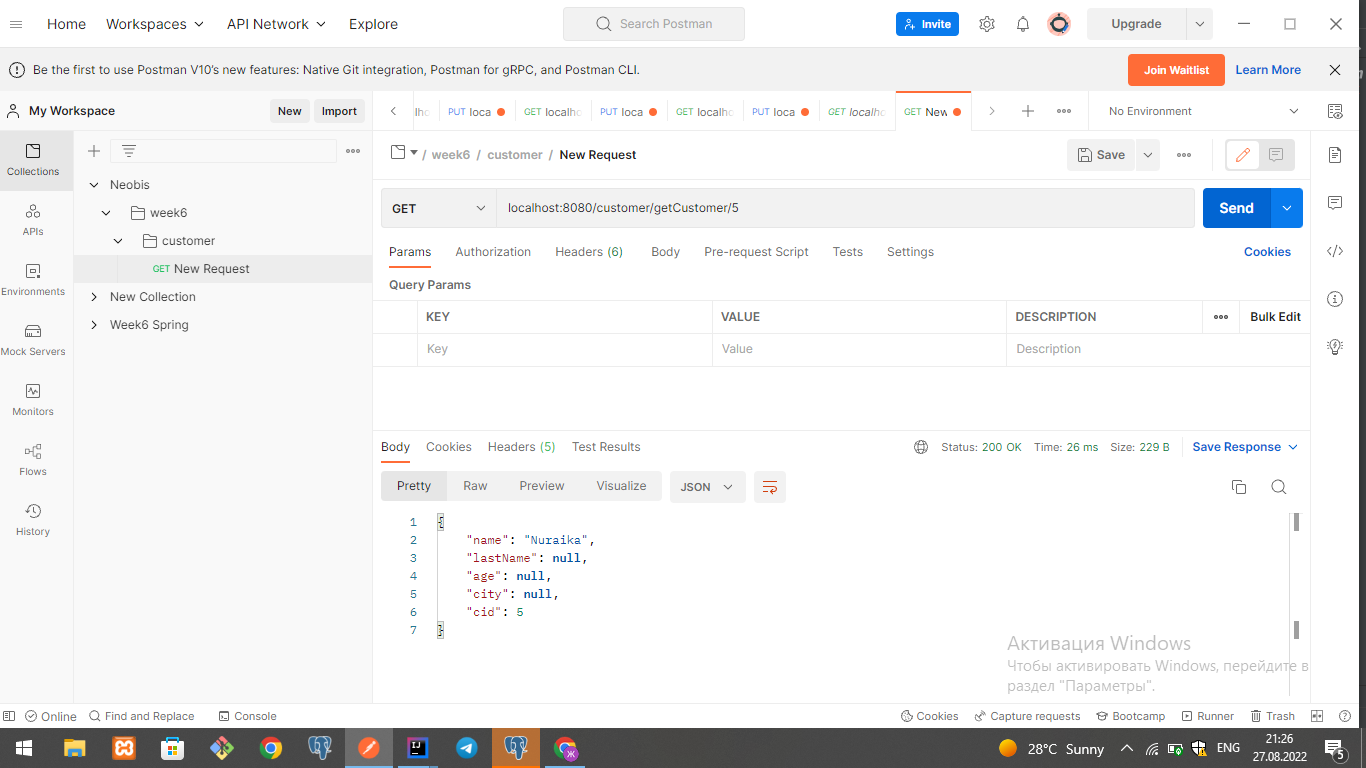 Home Workspaces API Network Explore Search Postman Invite Upgrade
Be the first to use Postman V10's new features: Native Git integration, Postman for gRPC, and Postman CLI. Join Waitlist Learn More
My Workspace New Import PUT loca GET localh PUT loca GET localh PUT loca GET localh GET New No Environment
Collections
APIs
Environments
Mock Servers
Monitors
Flows
History
Neobis
week6
customer
GET New Request
New Collection
Week6 Spring
/ week6 / customer / New Request Save
GET localhost:8080/customer/getCustomer/5 Send
Params Authorization Headers (6) Body Pre-request Script Tests Settings Cookies
Query Params
KEY VALUE DESCRIPTION Bulk Edit
Key Value Description
Body Cookies Headers (5) Test Results Status: 200 OK Time: 26 ms Size: 229 B Save Response
Pretty Raw Preview Visualize JSON
1 {
2 "name": "Nuraika",
3 "lastName": null,
4 "age": null,
5 "city": null,
6 "cid": 5
7 }
Активация Windows
Чтобы активировать Windows, перейдите в
раздел "Параметры".
Online Find and Replace Console Cookies Capture requests Bootcamp Runner Trash
28°C Sunny ENG 21:26
27.08.2022 5